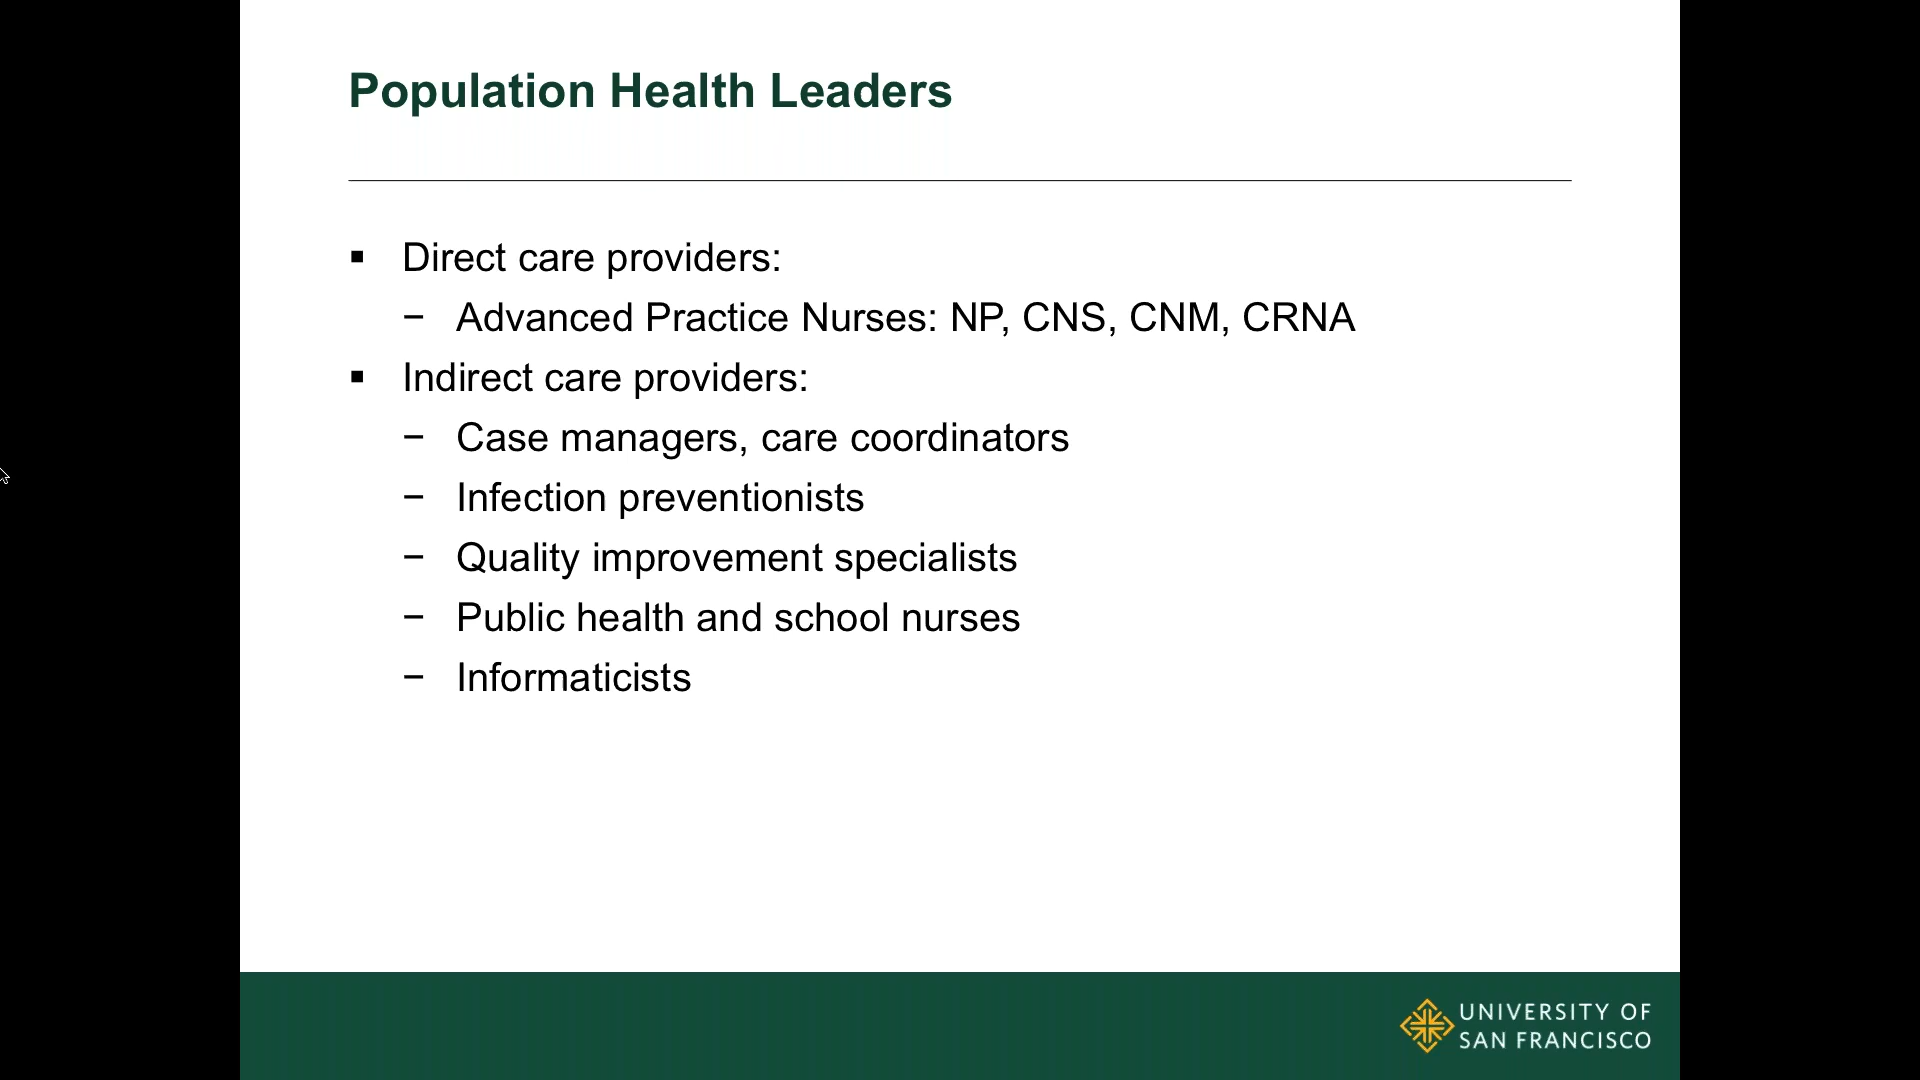 Population Health Leaders
▪ Direct care providers:
− Advanced Practice Nurses: NP, CNS, CNM, CRNA
▪ Indirect care providers:
− Case managers, care coordinators
− Infection preventionists
− Quality improvement specialists
− Public health and school nurses
− Informaticists
UNIVERSITY OF
SAN FRANCISCO